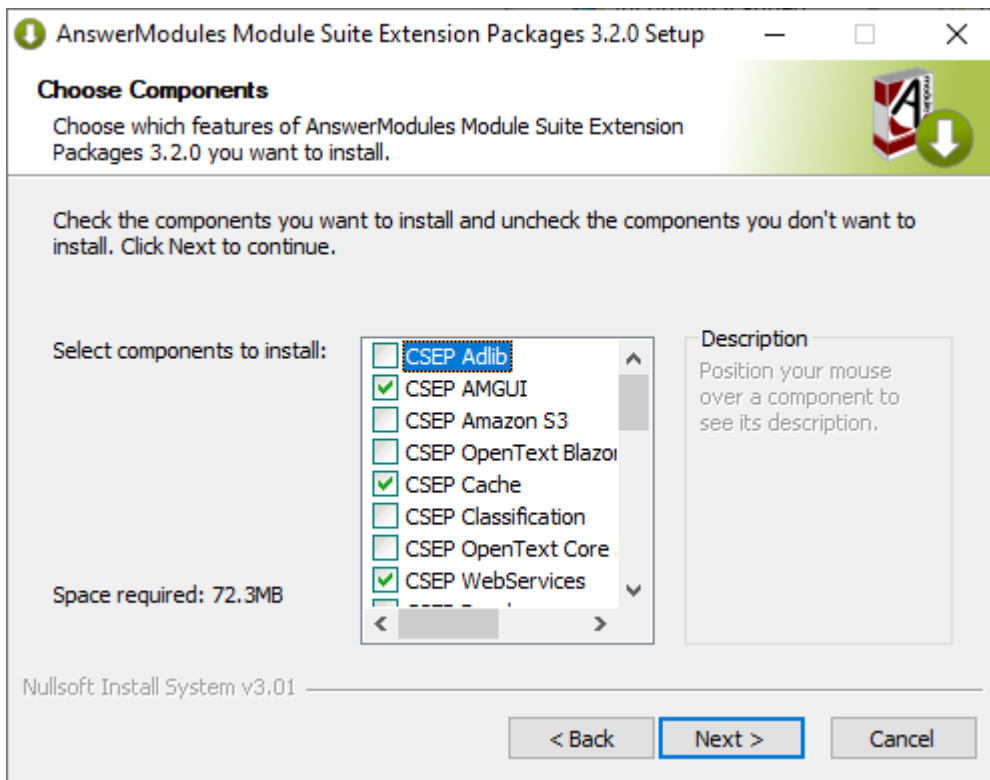 AnswerModules Module Suite Extension Packages 3.2.0 Setup
Choose Components
Choose which features of AnswerModules Module Suite Extension
Packages 3.2.0 you want to install.
Check the components you want to install and uncheck the components you don't want to
install. Click Next to continue.
Select components to install:
CSEP Adlib
CSEP AMGUI
CSEP Amazon S3
CSEP OpenText Blazo
CSEP Cache
CSEP Classification
CSEP OpenText Core
CSEP WebServices
Description
Position your mouse
over a component to
see its description.
Space required: 72.3MB
Nullsoft Install System v3.01
< Back
Next >
Cancel